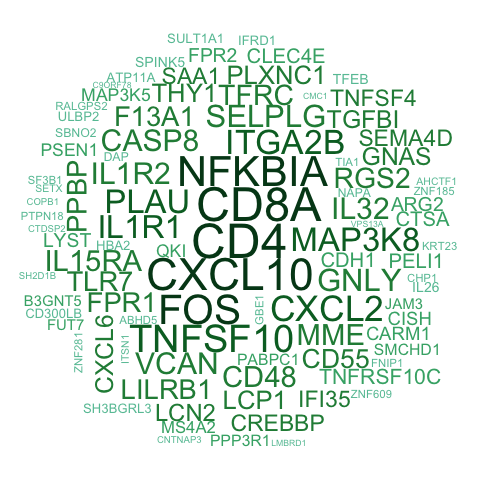 SULT1A1 IFRD1
SPINK5 FPR2 CLEC4E
ATP11A SAA1 PLXNC1 TFEB
C9ORF78 CMC1
MAP3K5 THY1 TFRC TNFSF4
RALGPS2 F13A1 SELPLG TGFBI
ULBP2
SBNO2 CASP8 ITGA2B SEMA4D
PSEN1 DAP TIA1 GNAS
IL1R2 NFKBIA RGS2
SF3B1 AHCTF1
SETX PPBP PLAU CD8A NAPA ZNF185
COPB1 IL32 ARG2
PTPN18 IL1R1 VPS13A CTSA
CTDSP2 CD4 MAP3K8
LYST HBA2 QKI KRT23
IL15RA CXCL10 CDH1 PELI1
SH2D1B TLR7 GNLY CHP1
IL26
B3GNT5 FPR1 FOS GBE1 CXCL2 JAM3
CD300LB ABHD5 CISH
FUT7 CXCL6 TNFSF10 MME CARM1
ZNF281 ITSN1 VCAN PABPC1 CD55 SMCHD1
FNIP1
CD48 TNFRSF10C
LILRB1 LCP1 IFI35 ZNF609
SH3BGRL3 LCN2 CREBBP
MS4A2
CNTNAP3 PPP3R1 LMBRD1